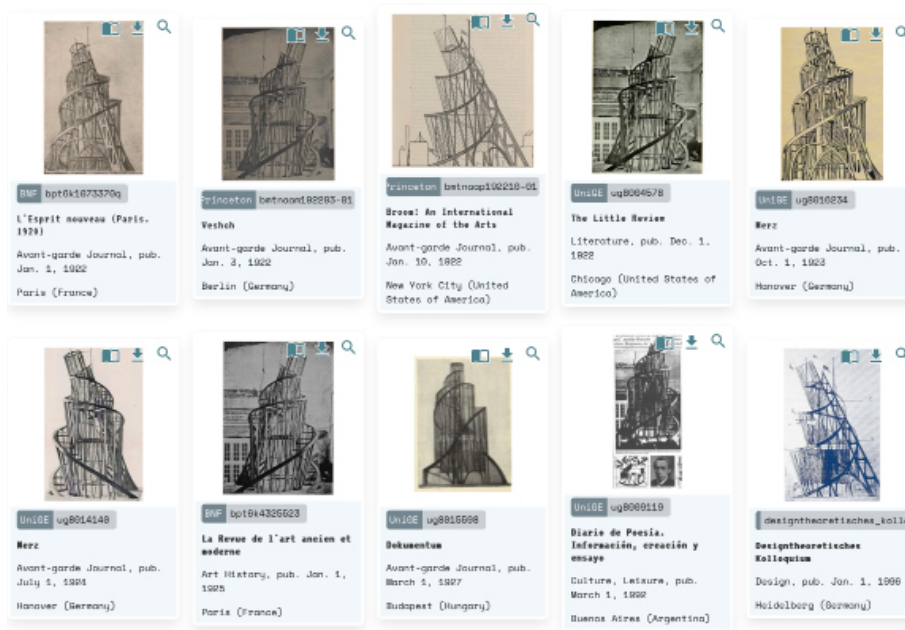 BNF bpt6k1673370q
L'Esprit nouveau (Paris.
1920)
Avant-garde Journal, pub.
Jan. 1, 1922
Paris (France)
Princeton bmtnaam192203-01
Veshch
Avant-garde Journal, pub.
Jan. 3, 1922
Berlin (Germany)
Princeton bmtnaap192210-01
Broom: An International
Magazine of the Arts
Avant-garde Journal, pub.
Jan. 10, 1922
New York City (United
States of America)
UniGE ug8004578
The Little Review
Literature, pub. Dec. 1,
1922
Chicago (United States of
America)
UniGE ug8016234
Merz
Avant-garde Journal, pub.
Oct. 1, 1923
Hanover (Germany)
UniGE ug8014140
Merz
Avant-garde Journal, pub.
July 1, 1924
Hanover (Germany)
BNF bpt6k4325523
La Revue de l'art ancien et
moderne
Art History, pub. Jan. 1,
1925
Paris (France)
UniGE ug8015598
Dokumentum
Avant-garde Journal, pub.
March 1, 1927
Budapest (Hungary)
UniGE ug8009119
Diario de Poesía.
Información, creación y
ensayo
Culture, Leisure, pub.
March 1, 1992
Buenos Aires (Argentina)
designtheoretisches_koll
Designtheoretisches
Kolloquium
Design, pub. Jan. 1, 1996
Heidelberg (Germany)